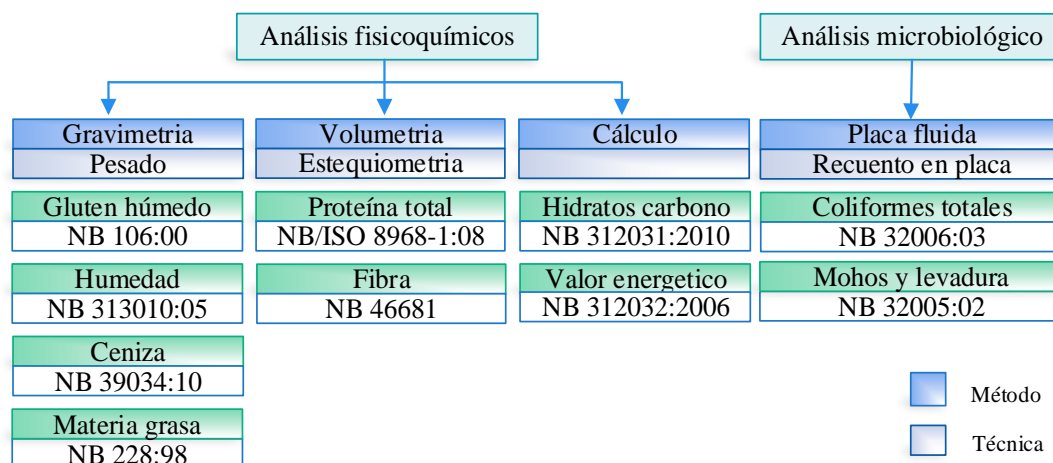 Análisis fisicoquímicos
Análisis microbiológico
Gravimetria
Pesado
Gluten húmedo
NB 106:00
Humedad
NB 313010:05
Ceniza
NB 39034:10
Materia grasa
NB 228:98
Volumetria
Estequiometria
Proteína total
NB/ISO 8968-1:08
Fibra
NB 46681
Cálculo
Hidratos carbono
NB 312031:2010
Valor energetico
NB 312032:2006
Placa fluida
Recuento en placa
Coliformes totales
NB 32006:03
Mohos y levadura
NB 32005:02
Método
Técnica